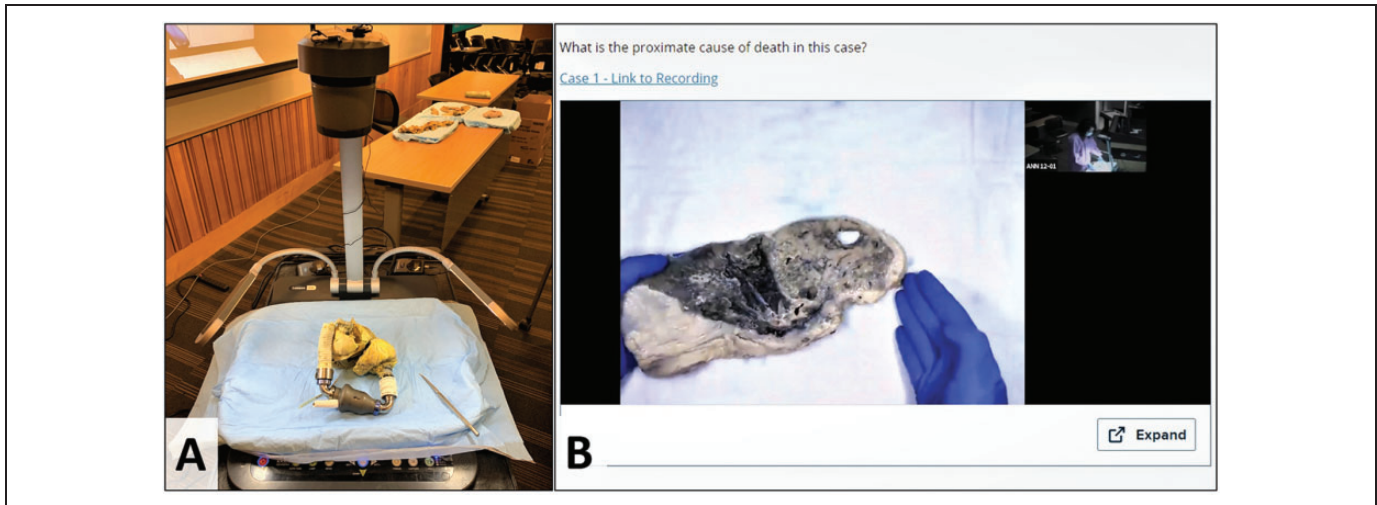 What is the proximate cause of death in this case?
Case 1 - Link to Recording
ANN 12-01
Expand
A
B